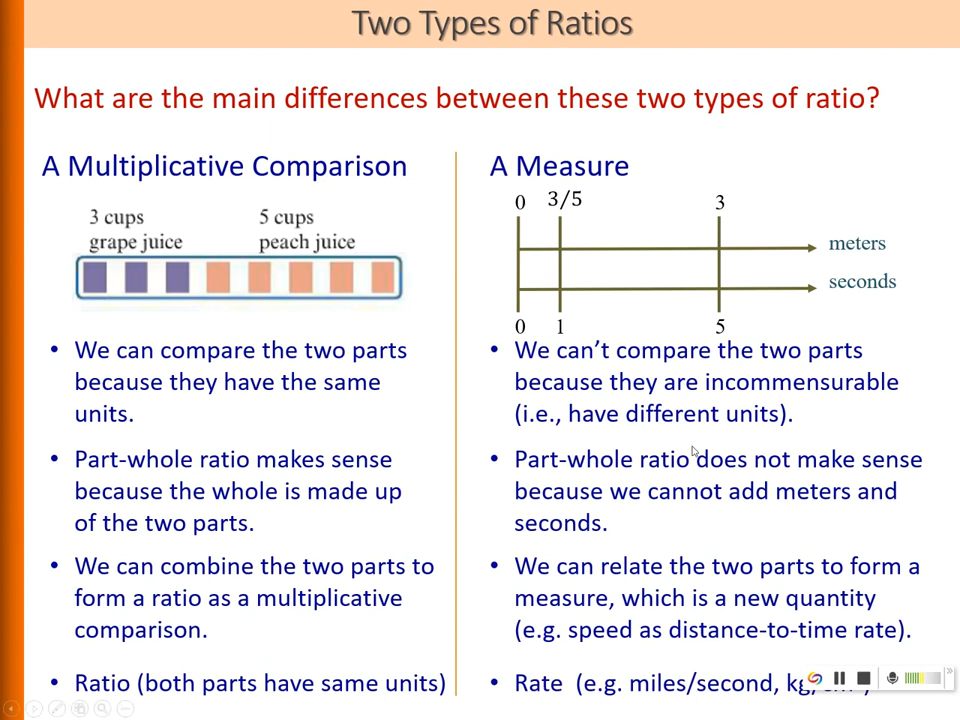 Two Types of Ratios
What are the main differences between these two types of ratio?
A Multiplicative Comparison
3 cups
grape juice
5 cups
peach juice
• We can compare the two parts
because they have the same
units.
• Part-whole ratio makes sense
because the whole is made up
of the two parts.
• We can combine the two parts to
form a ratio as a multiplicative
comparison.
• Ratio (both parts have same units)
A Measure
0 3/5 3
meters
seconds
0 1 5
• We can’t compare the two parts
because they are incommensurable
(i.e., have different units).
• Part-whole ratio does not make sense
because we cannot add meters and
seconds.
• We can relate the two parts to form a
measure, which is a new quantity
(e.g. speed as distance-to-time rate).
• Rate (e.g. miles/second,